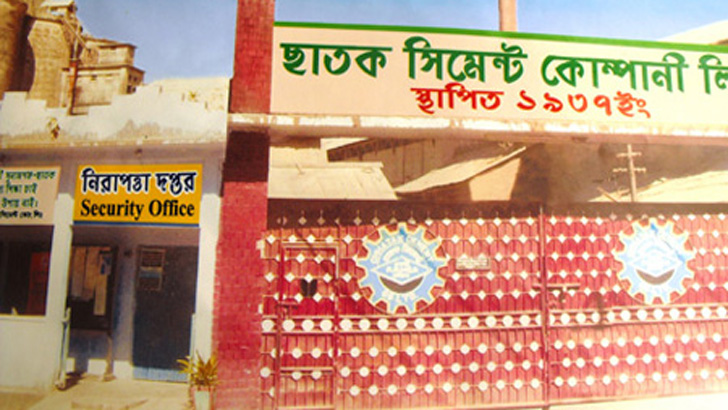 ছাতক সিমেন্ট কোম্পানী লি
স্থাপিত ১৯৩৭ইং
নিরাপত্তা দপ্তর
Security Office